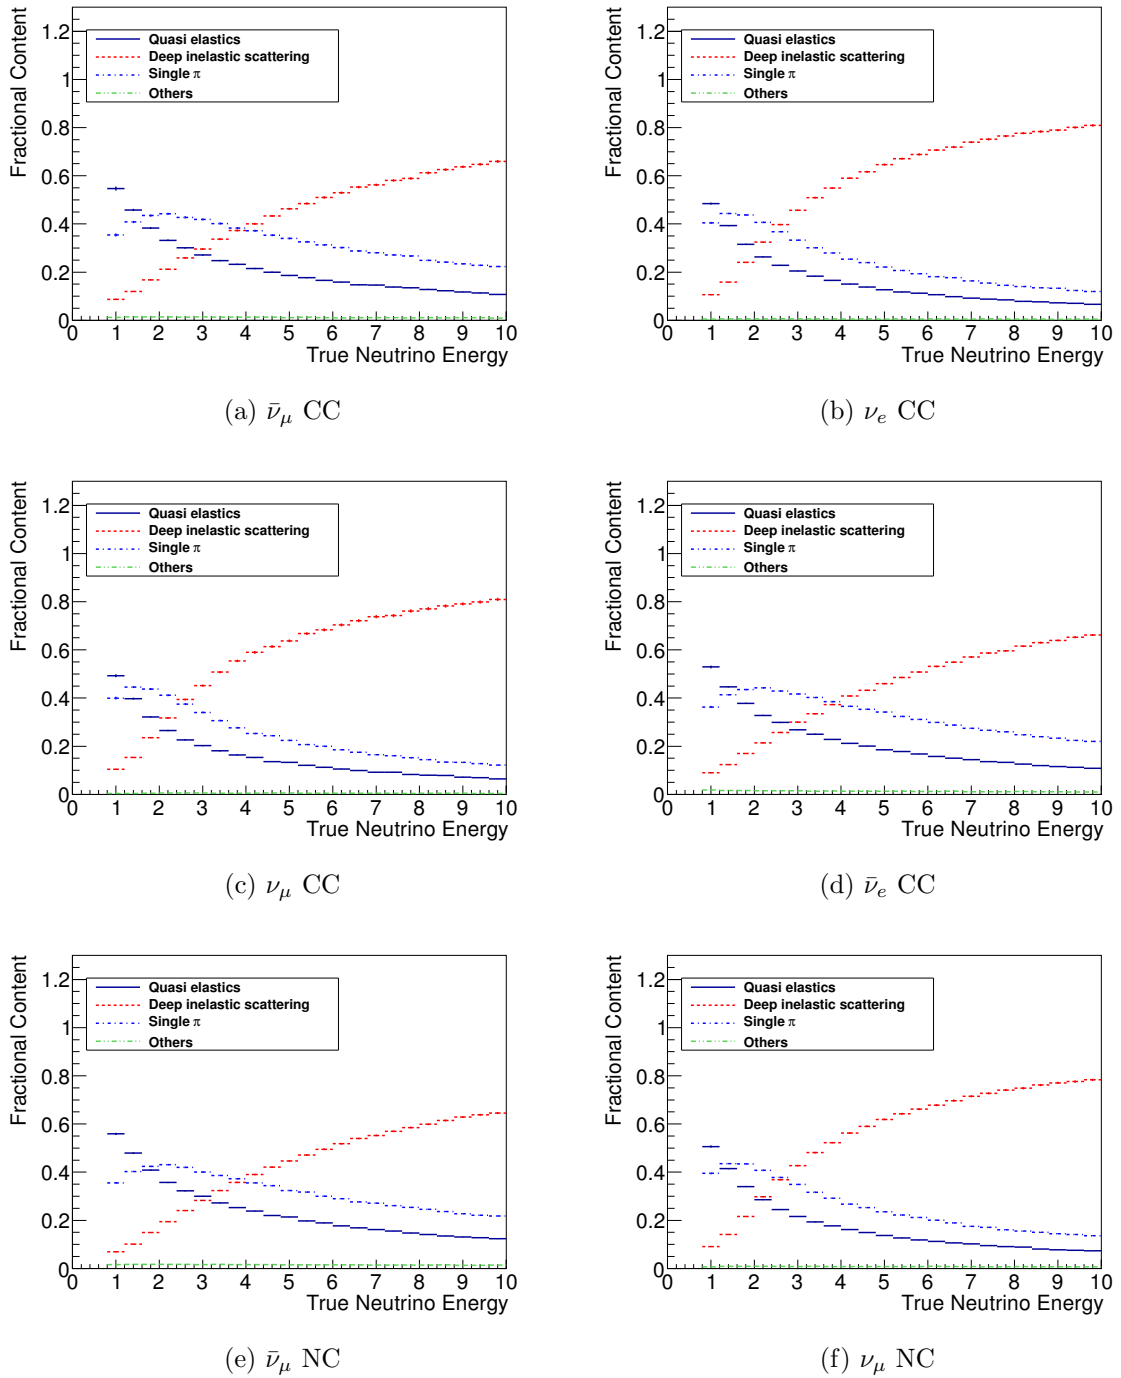 Fractional Content
1.2
1
0.8
0.6
0.4
0.2
0
Quasi elastics
Deep inelastic scattering
Single π
Others
0 1 2 3 4 5 6 7 8 9 10
True Neutrino Energy
(a) ν̄μ CC
Fractional Content
1.2
1
0.8
0.6
0.4
0.2
0
Quasi elastics
Deep inelastic scattering
Single π
Others
0 1 2 3 4 5 6 7 8 9 10
True Neutrino Energy
(b) νe CC
Fractional Content
1.2
1
0.8
0.6
0.4
0.2
0
Quasi elastics
Deep inelastic scattering
Single π
Others
0 1 2 3 4 5 6 7 8 9 10
True Neutrino Energy
(c) νμ CC
Fractional Content
1.2
1
0.8
0.6
0.4
0.2
0
Quasi elastics
Deep inelastic scattering
Single π
Others
0 1 2 3 4 5 6 7 8 9 10
True Neutrino Energy
(d) ν̄e CC
Fractional Content
1.2
1
0.8
0.6
0.4
0.2
0
Quasi elastics
Deep inelastic scattering
Single π
Others
0 1 2 3 4 5 6 7 8 9 10
True Neutrino Energy
(e) ν̄μ NC
Fractional Content
1.2
1
0.8
0.6
0.4
0.2
0
Quasi elastics
Deep inelastic scattering
Single π
Others
0 1 2 3 4 5 6 7 8 9 10
True Neutrino Energy
(f) νμ NC